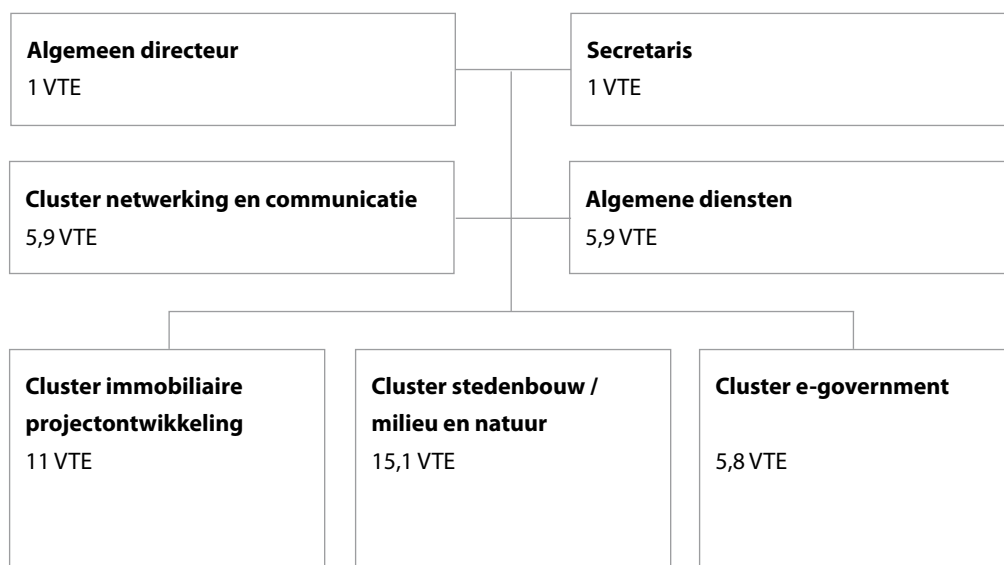 Algemeen directeur
1 VTE
Secretaris
1 VTE
Cluster netwerking en communicatie
5,9 VTE
Algemene diensten
5,9 VTE
Cluster immobiliaire
projectontwikkeling
11 VTE
Cluster stedenbouw /
milieu en natuur
15,1 VTE
Cluster e-government
5,8 VTE